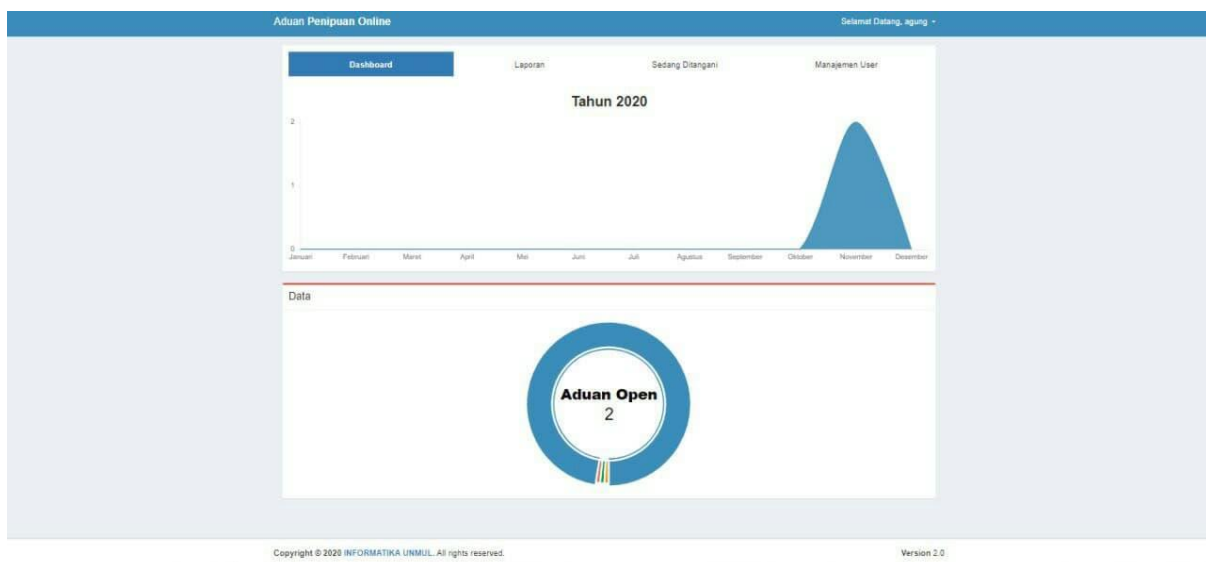 Aduan Penipuan Online
Selamat Datang, agung
Dashboard
Laporan
Sedang Ditangani
Manajemen User
Tahun 2020
2
1
0
Januari Februari Maret April Mei Juni Juli Agustus September Oktober November Desember
Data
Aduan Open
2
Copyright © 2020 INFORMATIKA UNMUL. All rights reserved.
Version 2.0